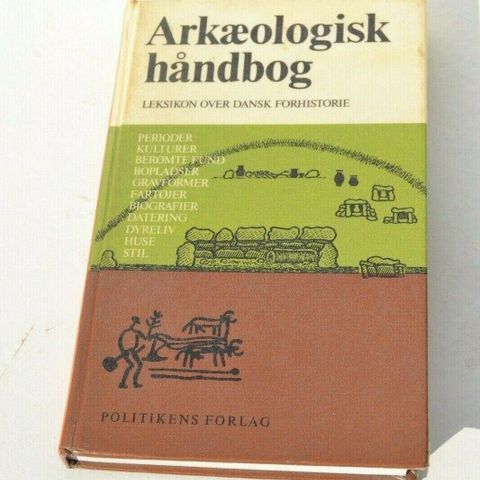 Arkæologisk
håndbog
LEKSIKON OVER DANSK FORHISTORIE
PERIODER
KULTURER
BERØMTE FUND
BOPLADSER
GRAVFORMER
FARTØJER
BIOGRAFIER
DATERING
DYRELIV
HUSE
STIL
POLITIKENS FORLAG